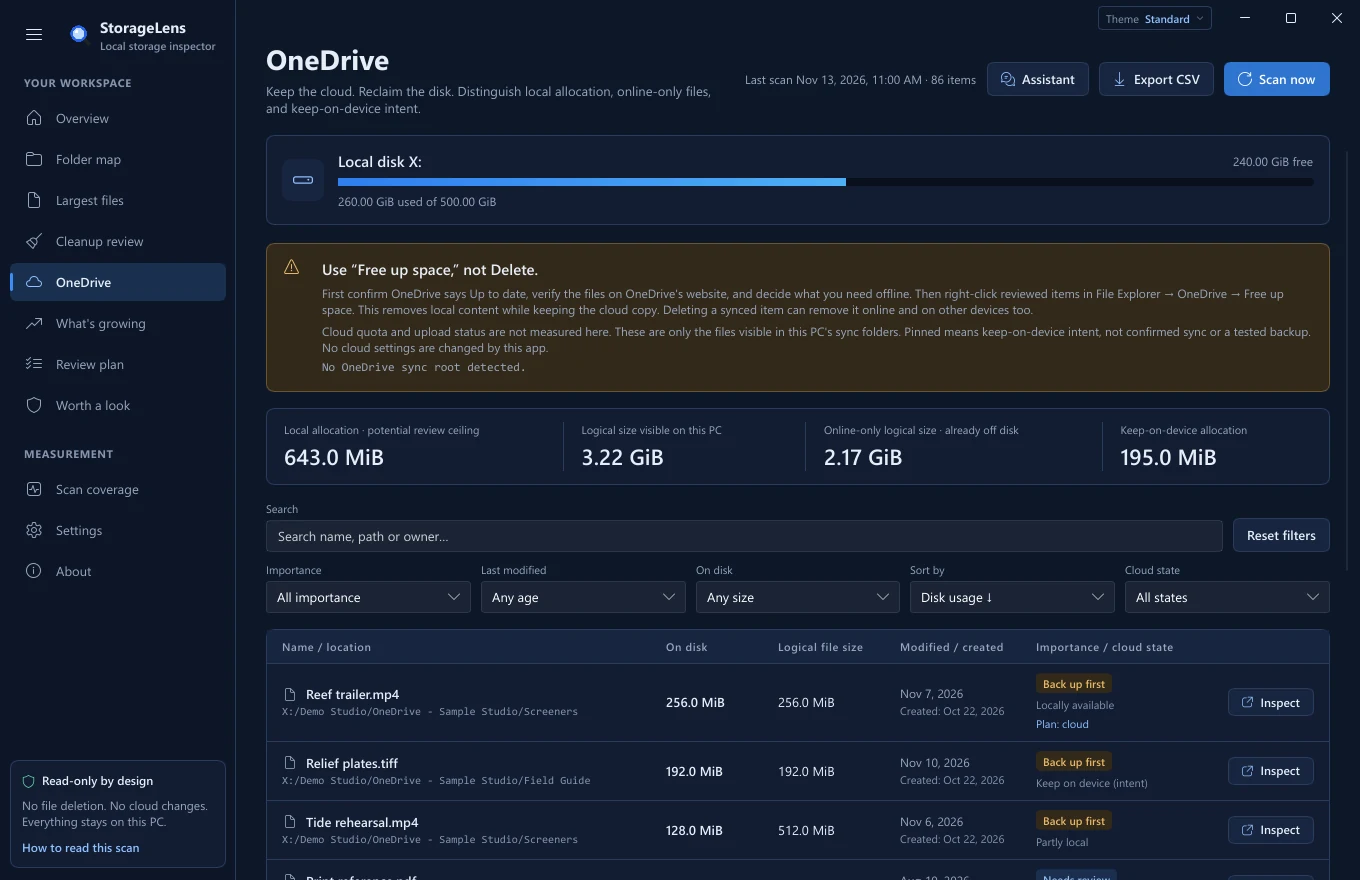 StorageLens
Local storage inspector
Theme Standard
YOUR WORKSPACE
Overview
Folder map
Largest files
Cleanup review
OneDrive
What's growing
Review plan
Worth a look
MEASUREMENT
Scan coverage
Settings
About
Read-only by design
No file deletion. No cloud changes.
Everything stays on this PC.
How to read this scan
OneDrive
Keep the cloud. Reclaim the disk. Distinguish local allocation, online-only files,
and keep-on-device intent.
Last scan Nov 13, 2026, 11:00 AM · 86 items
Assistant
Export CSV
Scan now
Local disk X:
240.00 GiB free
260.00 GiB used of 500.00 GiB
Use “Free up space,” not Delete.
First confirm OneDrive says Up to date, verify the files on OneDrive's website, and decide what you need offline. Then right-click reviewed items in File Explorer → OneDrive → Free up
space. This removes local content while keeping the cloud copy. Deleting a synced item can remove it online and on other devices too.
Cloud quota and upload status are not measured here. These are only the files visible in this PC's sync folders. Pinned means keep-on-device intent, not confirmed sync or a tested backup.
No cloud settings are changed by this app.
No OneDrive sync root detected.
Local allocation · potential review ceiling
643.0 MiB
Logical size visible on this PC
3.22 GiB
Online-only logical size · already off disk
2.17 GiB
Keep-on-device allocation
195.0 MiB
Search
Search name, path or owner...
Reset filters
Importance
All importance
Last modified
Any age
On disk
Any size
Sort by
Disk usage ↓
Cloud state
All states
Name / location On disk Logical file size Modified / created Importance / cloud state
Reef trailer.mp4
X:/Demo Studio/OneDrive - Sample Studio/Screeners
256.0 MiB
256.0 MiB
Nov 7, 2026
Created: Oct 22, 2026
Back up first
Locally available
Plan: cloud
Inspect
Relief plates.tiff
X:/Demo Studio/OneDrive - Sample Studio/Field Guide
192.0 MiB
192.0 MiB
Nov 10, 2026
Created: Oct 22, 2026
Back up first
Keep on device (intent)
Inspect
Tide rehearsal.mp4
X:/Demo Studio/OneDrive - Sample Studio/Screeners
128.0 MiB
512.0 MiB
Nov 6, 2026
Created: Oct 22, 2026
Back up first
Partly local
Inspect
Print reference.pdf
Needs review